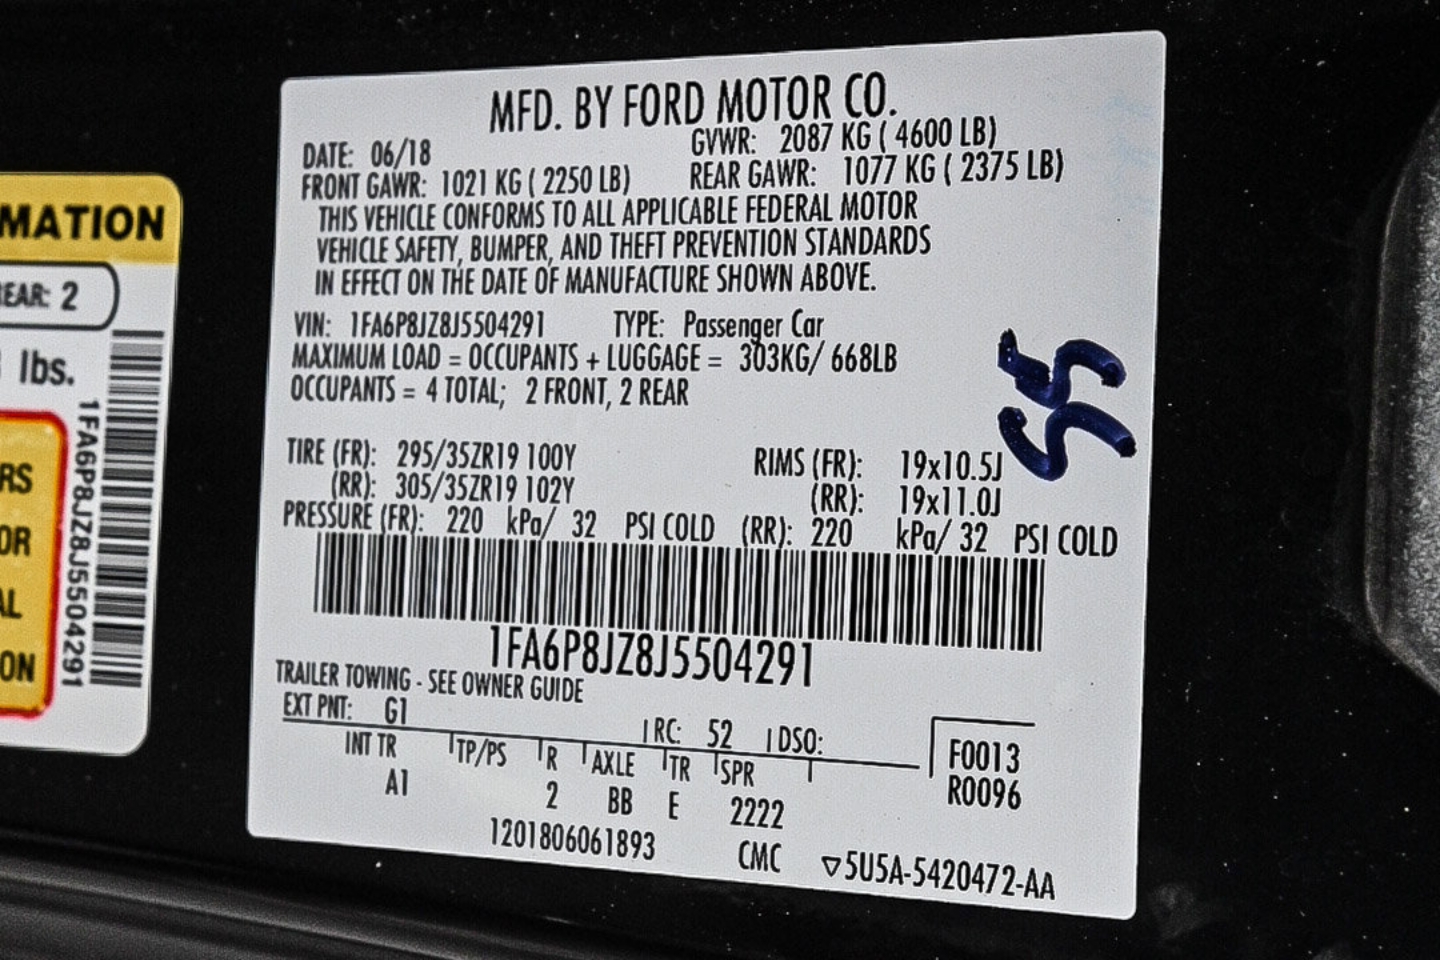 MATION
EAR: 2
lbs.
1FA6P8JZ8J5504291
RS
OR
AL
ON
MFD. BY FORD MOTOR CO.
DATE: 06/18 GVWR: 2087 KG ( 4600 LB)
FRONT GAWR: 1021 KG ( 2250 LB) REAR GAWR: 1077 KG ( 2375 LB)
THIS VEHICLE CONFORMS TO ALL APPLICABLE FEDERAL MOTOR
VEHICLE SAFETY, BUMPER, AND THEFT PREVENTION STANDARDS
IN EFFECT ON THE DATE OF MANUFACTURE SHOWN ABOVE.
VIN: 1FA6P8JZ8J5504291 TYPE: Passenger Car
MAXIMUM LOAD = OCCUPANTS + LUGGAGE = 303KG/ 668LB
OCCUPANTS = 4 TOTAL; 2 FRONT, 2 REAR
55
TIRE (FR): 295/35ZR19 100Y RIMS (FR): 19x10.5J
(RR): 305/35ZR19 102Y (RR): 19x11.0J
PRESSURE (FR): 220 kPa/ 32 PSI COLD (RR): 220 kPa/ 32 PSI COLD
1FA6P8JZ8J5504291
TRAILER TOWING - SEE OWNER GUIDE
EXT PNT: G1 RC: 52 DSO:
INT TR TP/PS R AXLE TR SPR F0013
A1 2 BB E 2222 R0096
1201806061893 CMC ▽5U5A-5420472-AA